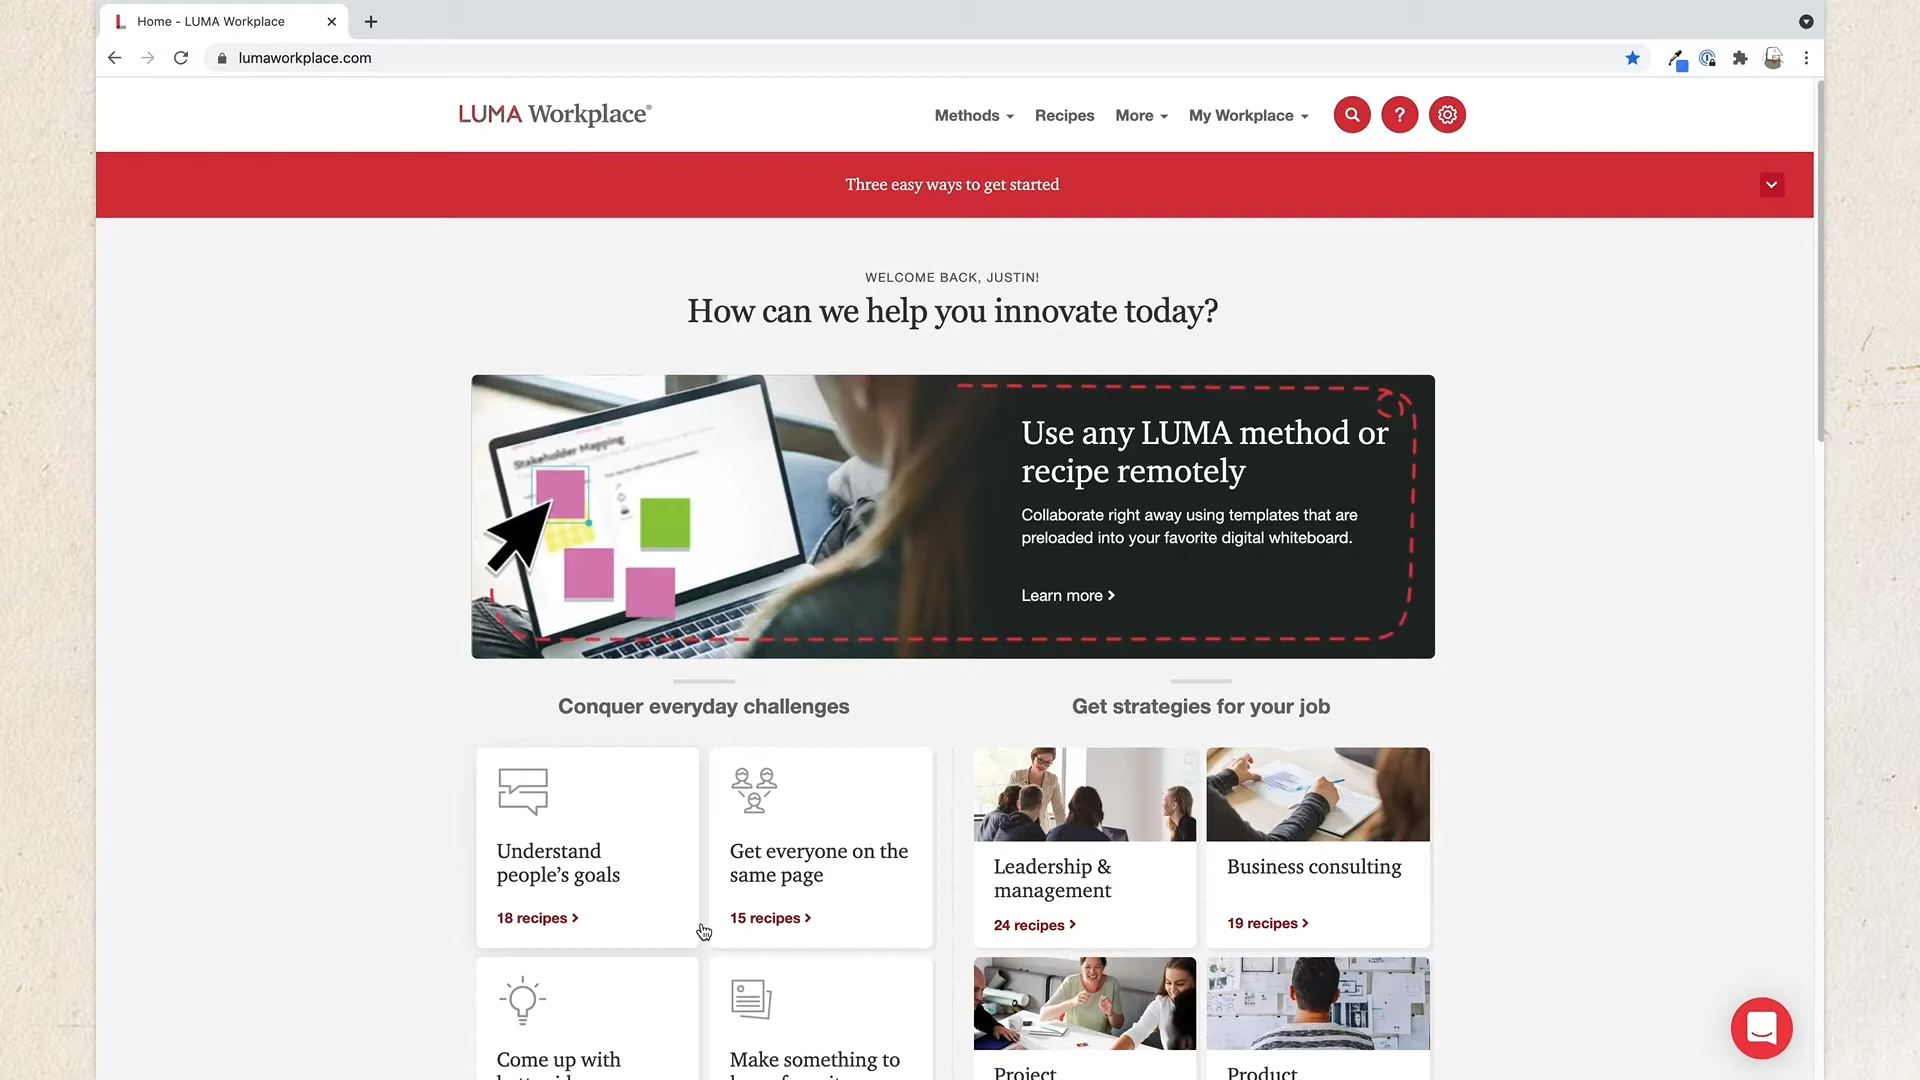 Home - LUMA Workplace
lumaworkplace.com
LUMA Workplace®
Methods
Recipes
More
My Workplace
?
Three easy ways to get started
WELCOME BACK, JUSTIN!
How can we help you innovate today?
Stakeholder Mapping
Use any LUMA method or
recipe remotely
Collaborate right away using templates that are
preloaded into your favorite digital whiteboard.
Learn more >
Conquer everyday challenges
Get strategies for your job
Understand
people's goals
18 recipes >
Get everyone on the
same page
15 recipes >
Leadership &
management
24 recipes >
Business consulting
19 recipes >
Come up with
Make something to
Project
Product